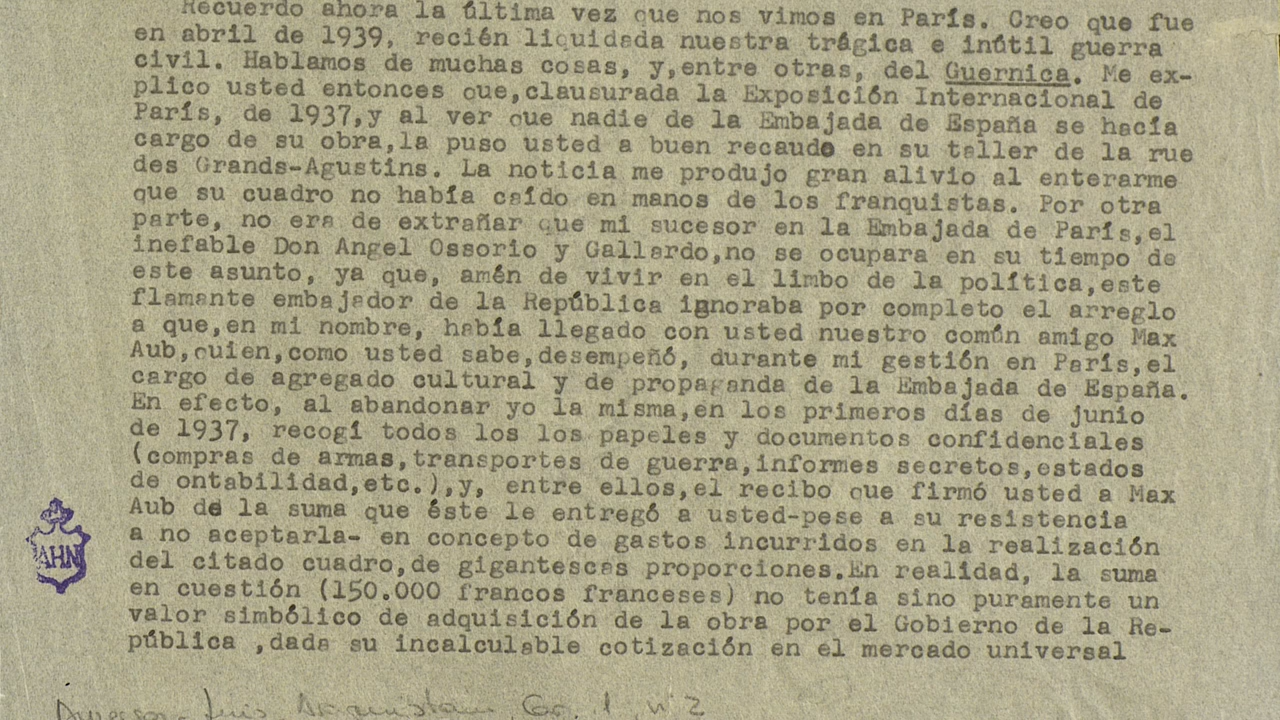 Recuerdo ahora la última vez que nos vimos en París. Creo que fue
en abril de 1939, recién liquidada nuestra trágica e inútil guerra
civil. Hablamos de muchas cosas, y,entre otras, del Guernica. Me ex-
plico usted entonces oue,clausurada la Exposición Internacional de
París, de 1937,y al ver oue nadie de la Embajada de España se hacía
cargo de su obra,la puso usted a buen recaudo en su taller de la rue
des Grands-Agustins. La noticia me produjo gran alivio al enterarme
que su cuadro no había caído en manos de los franquistas. Por otra
parte, no era de extrañar que mi sucesor en la Embajada de París,el
inefable Don Angel Ossorio y Gallardo,no se ocupara en su tiempo de
este asunto, ya que, amén de vivir en el limbo de la política,este
flamante embajador de la República ignoraba por completo el arreglo
a que,en mi nombre, había llegado con usted nuestro común amigo Max
Aub,quien,como usted sabe,desempeñó, durante mi gestión en París,el
cargo de agregado cultural y de propaganda de la Embajada de España.
En efecto, al abandonar yo la misma,en los primeros días de junio
de 1937, recogí todos los los papeles y documentos confidenciales
(compras de armas,transportes de guerra,informes secretos,estados
de ontabilidad,etc.),y, entre ellos,el recibo oue firmó usted a Max
Aub de la suma que éste le entregó a usted-pese a su resistencia
a no aceptarla- en concepto de gastos incurridos en la realización
del citado cuadro,de gigantescas proporciones.En realidad, la suma
en cuestión (150.000 francos franceses) no tenía sino puramente un
valor simbólico de adquisición de la obra por el Gobierno de la Re-
pública ,dada su incalculable cotización en el mercado universal
AHN
Luis Araquistain, 1 nº 2